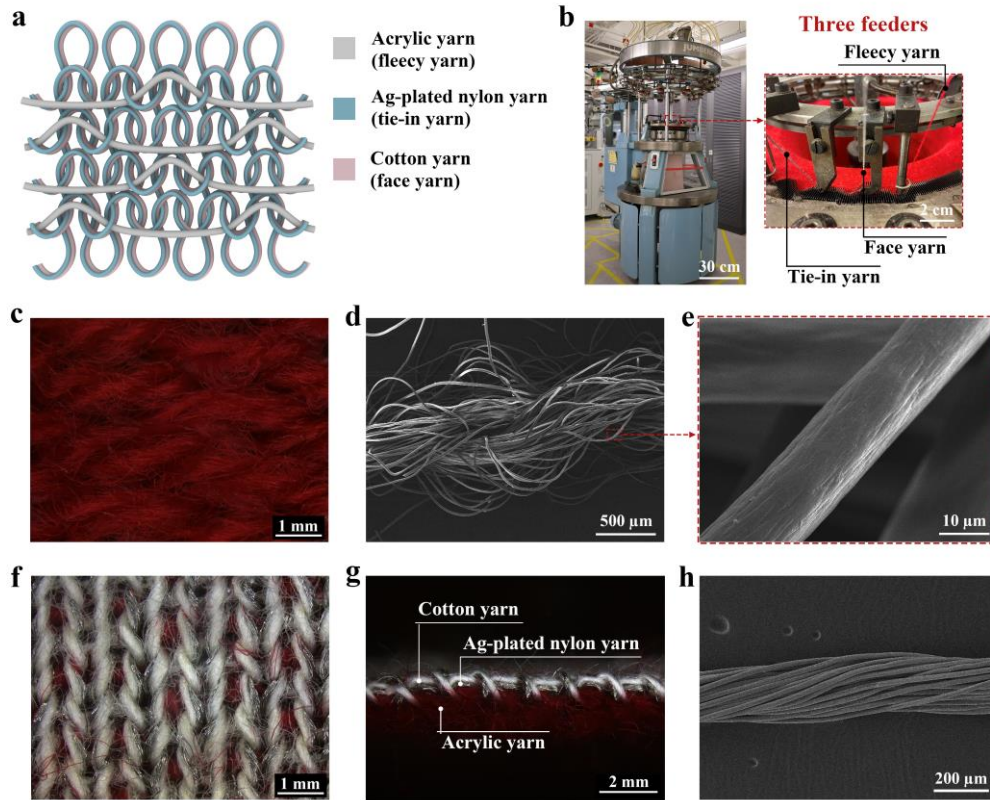 a
Acrylic yarn
(fleecy yarn)
Ag-plated nylon yarn
(tie-in yarn)
Cotton yarn
(face yarn)
b
Three feeders
Fleecy yarn
30 cm
2 cm
Face yarn
Tie-in yarn
c
1 mm
d
500 µm
e
10 µm
f
1 mm
g
Cotton yarn
Ag-plated nylon yarn
Acrylic yarn
2 mm
h
200 µm